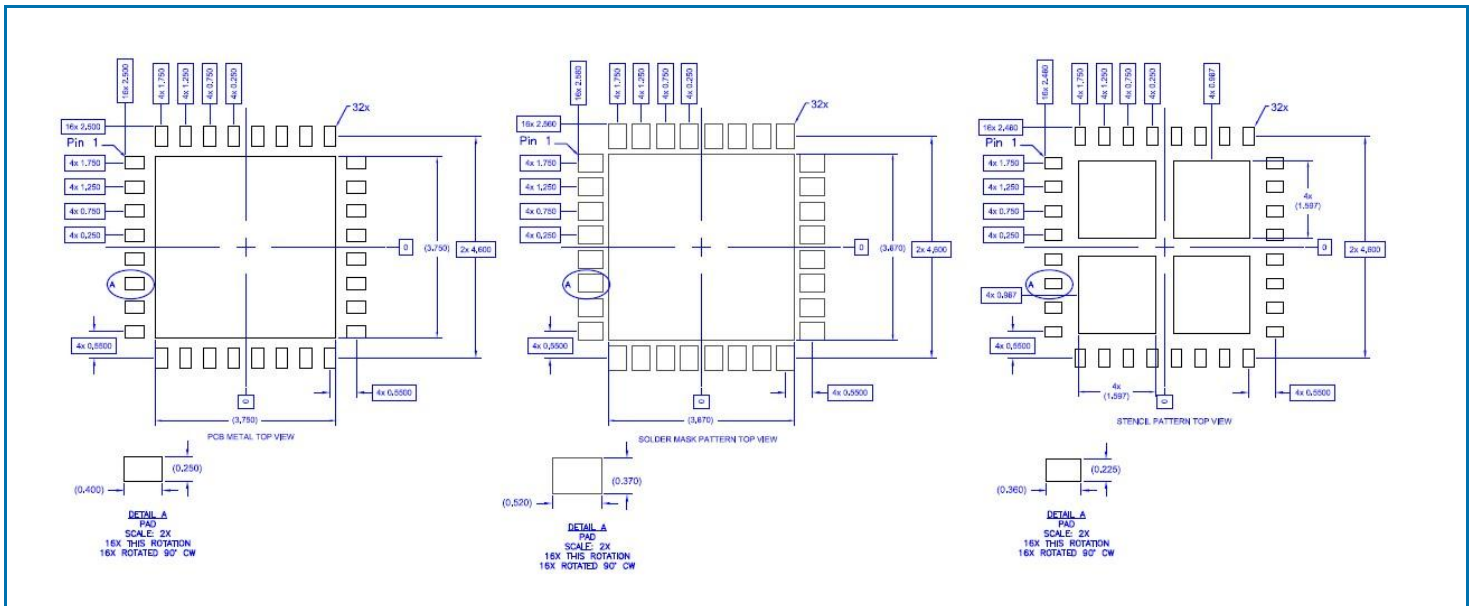 16x 2.500
4x 1.750
4x 1.250
4x 0.750
4x 0.250
32x
16x 2.500
Pin 1
4x 1.750
4x 1.250
4x 0.750
4x 0.250
A
4x 0.5500
0
(3.750)
2x 4.600
4x 0.5500
0
(3.750)
PCB METAL TOP VIEW
(0.250)
(0.400)
DETAIL A
PAD
SCALE: 2X
16X THIS ROTATION
16X ROTATED 90° CW
16x 2.560
4x 1.750
4x 1.250
4x 0.750
4x 0.250
32x
16x 2.560
Pin 1
4x 1.750
4x 1.250
4x 0.750
4x 0.250
A
4x 0.5500
0
(3.870)
2x 4.600
4x 0.5500
0
(3.870)
SOLDER MASK PATTERN TOP VIEW
(0.370)
(0.520)
DETAIL A
PAD
SCALE: 2X
16X THIS ROTATION
16X ROTATED 90° CW
16x 2.480
4x 1.750
4x 1.250
4x 0.750
4x 0.250
4x 0.987
32x
16x 2.480
Pin 1
4x 1.750
4x 1.250
4x 0.750
4x 0.250
A
4x 0.987
4x 0.5500
4x
(1.597)
0
2x 4.600
4x 0.5500
4x
(1.597)
0
STENCIL PATTERN TOP VIEW
(0.225)
(0.360)
DETAIL A
PAD
SCALE: 2X
16X THIS ROTATION
16X ROTATED 90° CW